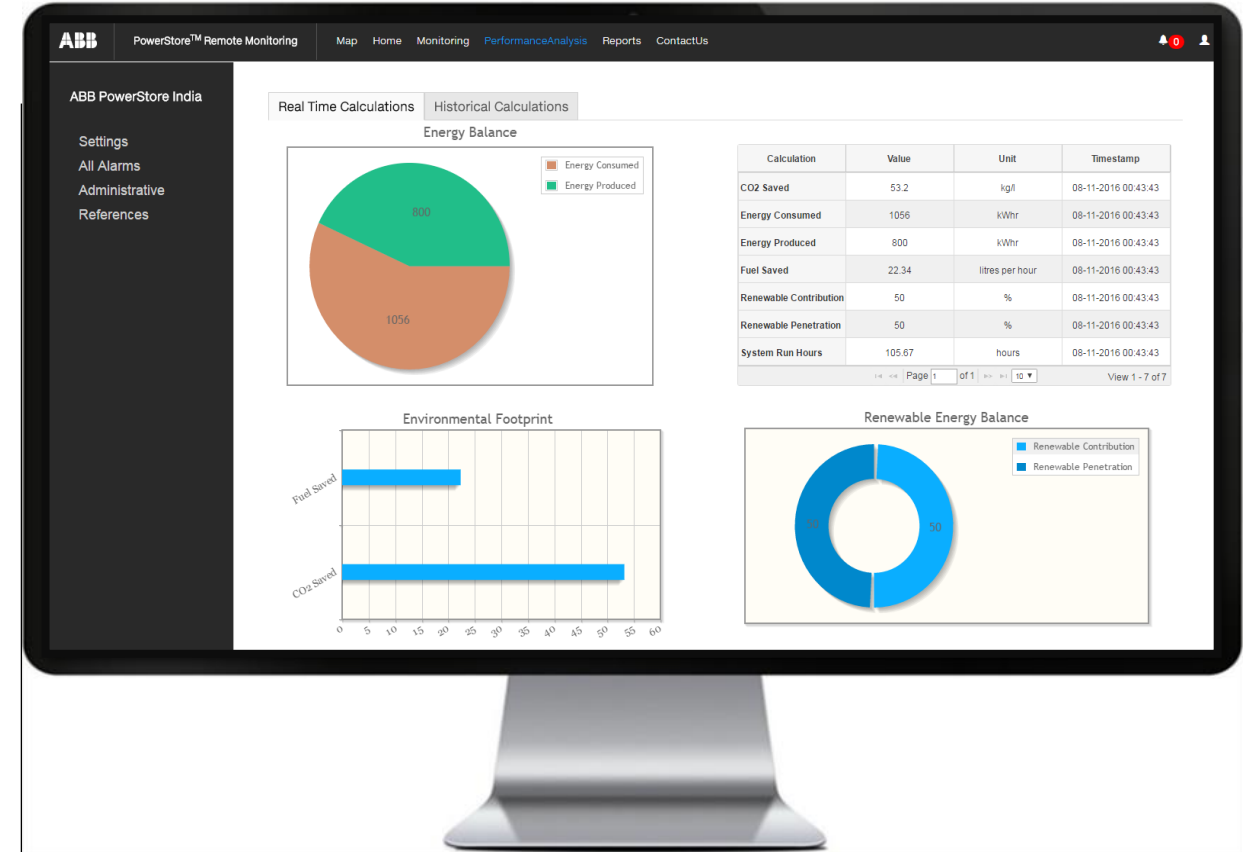 ABB
PowerStore™ Remote Monitoring
Map Home Monitoring PerformanceAnalysis Reports ContactUs
0
ABB PowerStore India
Settings
All Alarms
Administrative
References
Real Time Calculations Historical Calculations
Energy Balance
Energy Consumed
Energy Produced
800
1056
Calculation Value Unit Timestamp
CO2 Saved 53.2 kg/l 08-11-2016 00:43:43
Energy Consumed 1056 kWhr 08-11-2016 00:43:43
Energy Produced 800 kWhr 08-11-2016 00:43:43
Fuel Saved 22.34 litres per hour 08-11-2016 00:43:43
Renewable Contribution 50 % 08-11-2016 00:43:43
Renewable Penetration 50 % 08-11-2016 00:43:43
System Run Hours 105.67 hours 08-11-2016 00:43:43
Page 1 of 1 10 View 1 - 7 of 7
Environmental Footprint
Fuel Saved
CO2 Saved
0 5 10 15 20 25 30 35 40 45 50 55 60
Renewable Energy Balance
Renewable Contribution
Renewable Penetration
50 50